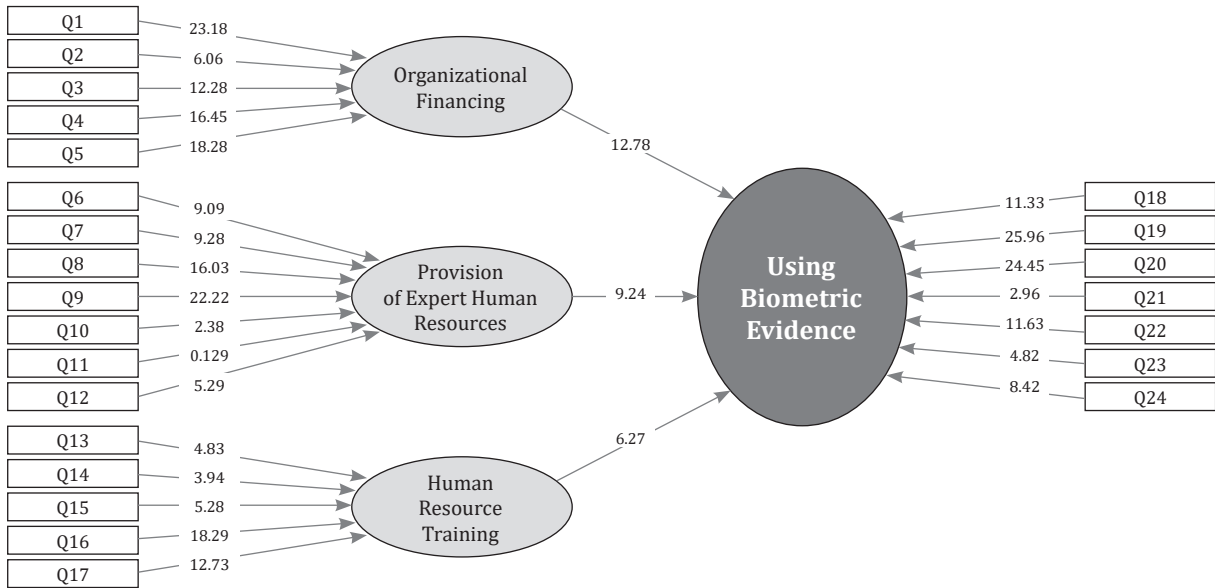 Q1
23.18
Q2
6.06
Q3
12.28
Q4
16.45
Q5
18.28
Organizational
Financing
12.78
Q6
9.09
Q7
9.28
Q8
16.03
Q9
22.22
Q10
2.38
Q11
0.129
Q12
5.29
Provision
of Expert Human
Resources
9.24
Q13
4.83
Q14
3.94
Q15
5.28
Q16
18.29
Q17
12.73
Human
Resource
Training
6.27
Using
Biometric
Evidence
11.33
Q18
25.96
Q19
24.45
Q20
2.96
Q21
11.63
Q22
4.82
Q23
8.42
Q24